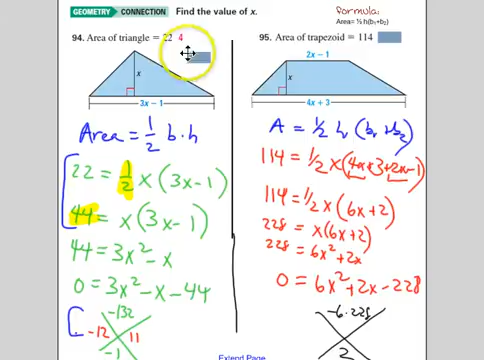 GEOMETRY CONNECTION Find the value of x.
formula:
Area= ½ h(b₁+b₂)
94. Area of triangle = 22 4
x
3x − 1
Area = 1/2 b·h
22 = 1/2 x (3x−1)
44 = x (3x−1)
44 = 3x² − x
0 = 3x² − x − 44
−132
−12 11
−1
95. Area of trapezoid = 114
2x − 1
x
4x + 3
A = 1/2 h (b₁ + b₂)
114 = 1/2 x (4x+3+2x−1)
114 = 1/2 x (6x+2)
228 = x(6x+2)
228 = 6x² + 2x
0 = 6x² + 2x − 228
−6·228
2
Extend Page